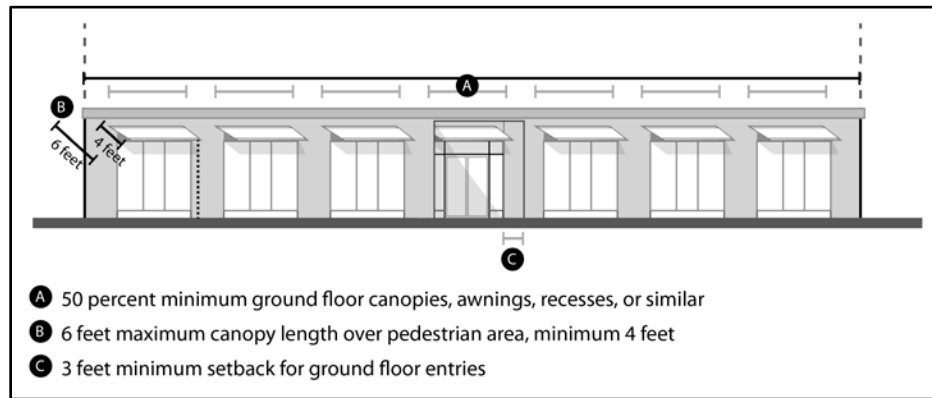 A
B
6 feet
4 feet
C
A 50 percent minimum ground floor canopies, awnings, recesses, or similar
B 6 feet maximum canopy length over pedestrian area, minimum 4 feet
C 3 feet minimum setback for ground floor entries